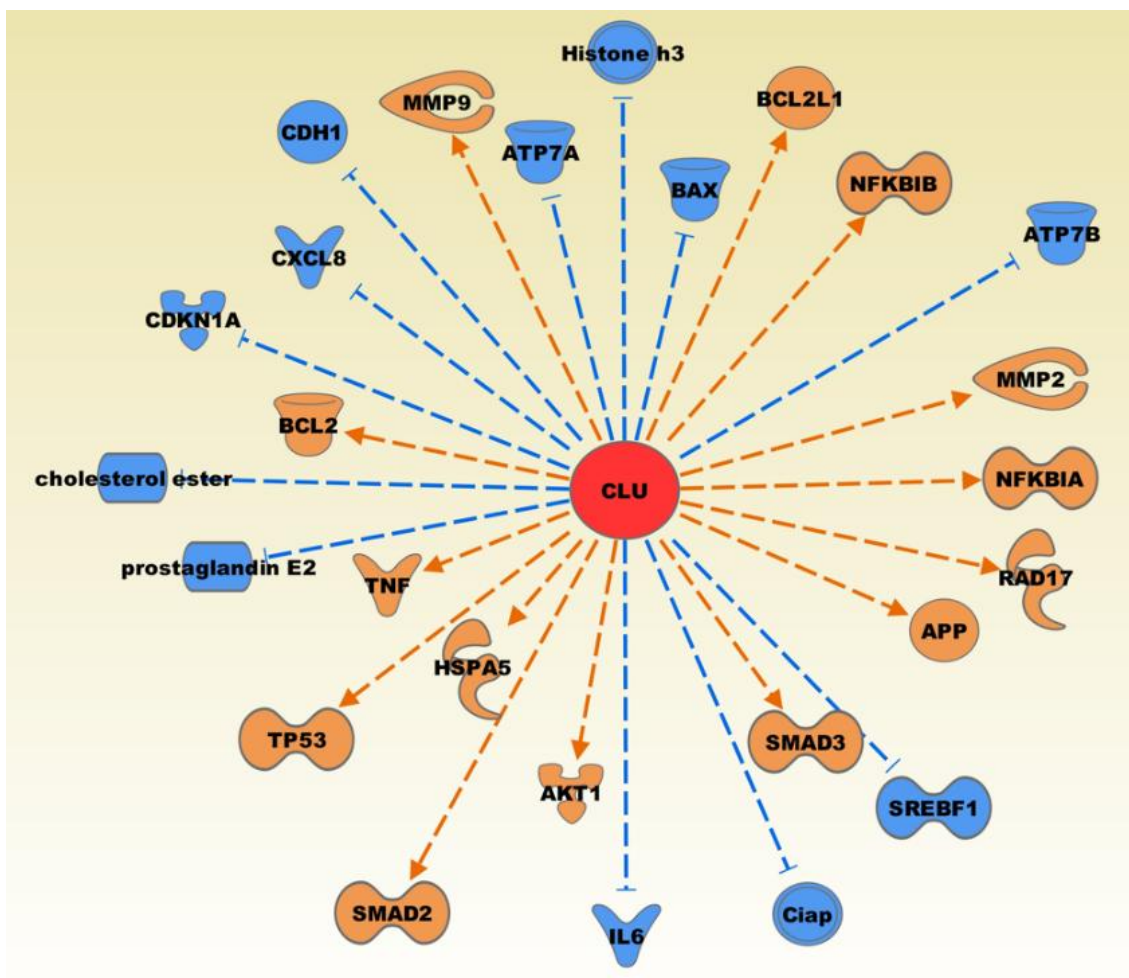 Histone h3
MMP9
BCL2L1
CDH1
ATP7A
BAX
NFKBIB
ATP7B
CXCL8
CDKN1A
MMP2
BCL2
cholesterol ester
CLU
NFKBIA
prostaglandin E2
TNF
RAD17
APP
HSPA5
TP53
SMAD3
AKT1
SREBF1
SMAD2
IL6
Ciap